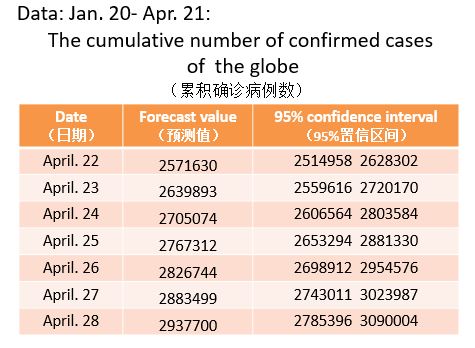 Data: Jan. 20- Apr. 21:
The cumulative number of confirmed cases
of the globe
（累积确诊病例数）
Date Forecast value 95% confidence interval
（日期） （预测值） （95%置信区间）
April. 22 2571630 2514958 2628302
April. 23 2639893 2559616 2720170
April. 24 2705074 2606564 2803584
April. 25 2767312 2653294 2881330
April. 26 2826744 2698912 2954576
April. 27 2883499 2743011 3023987
April. 28 2937700 2785396 3090004